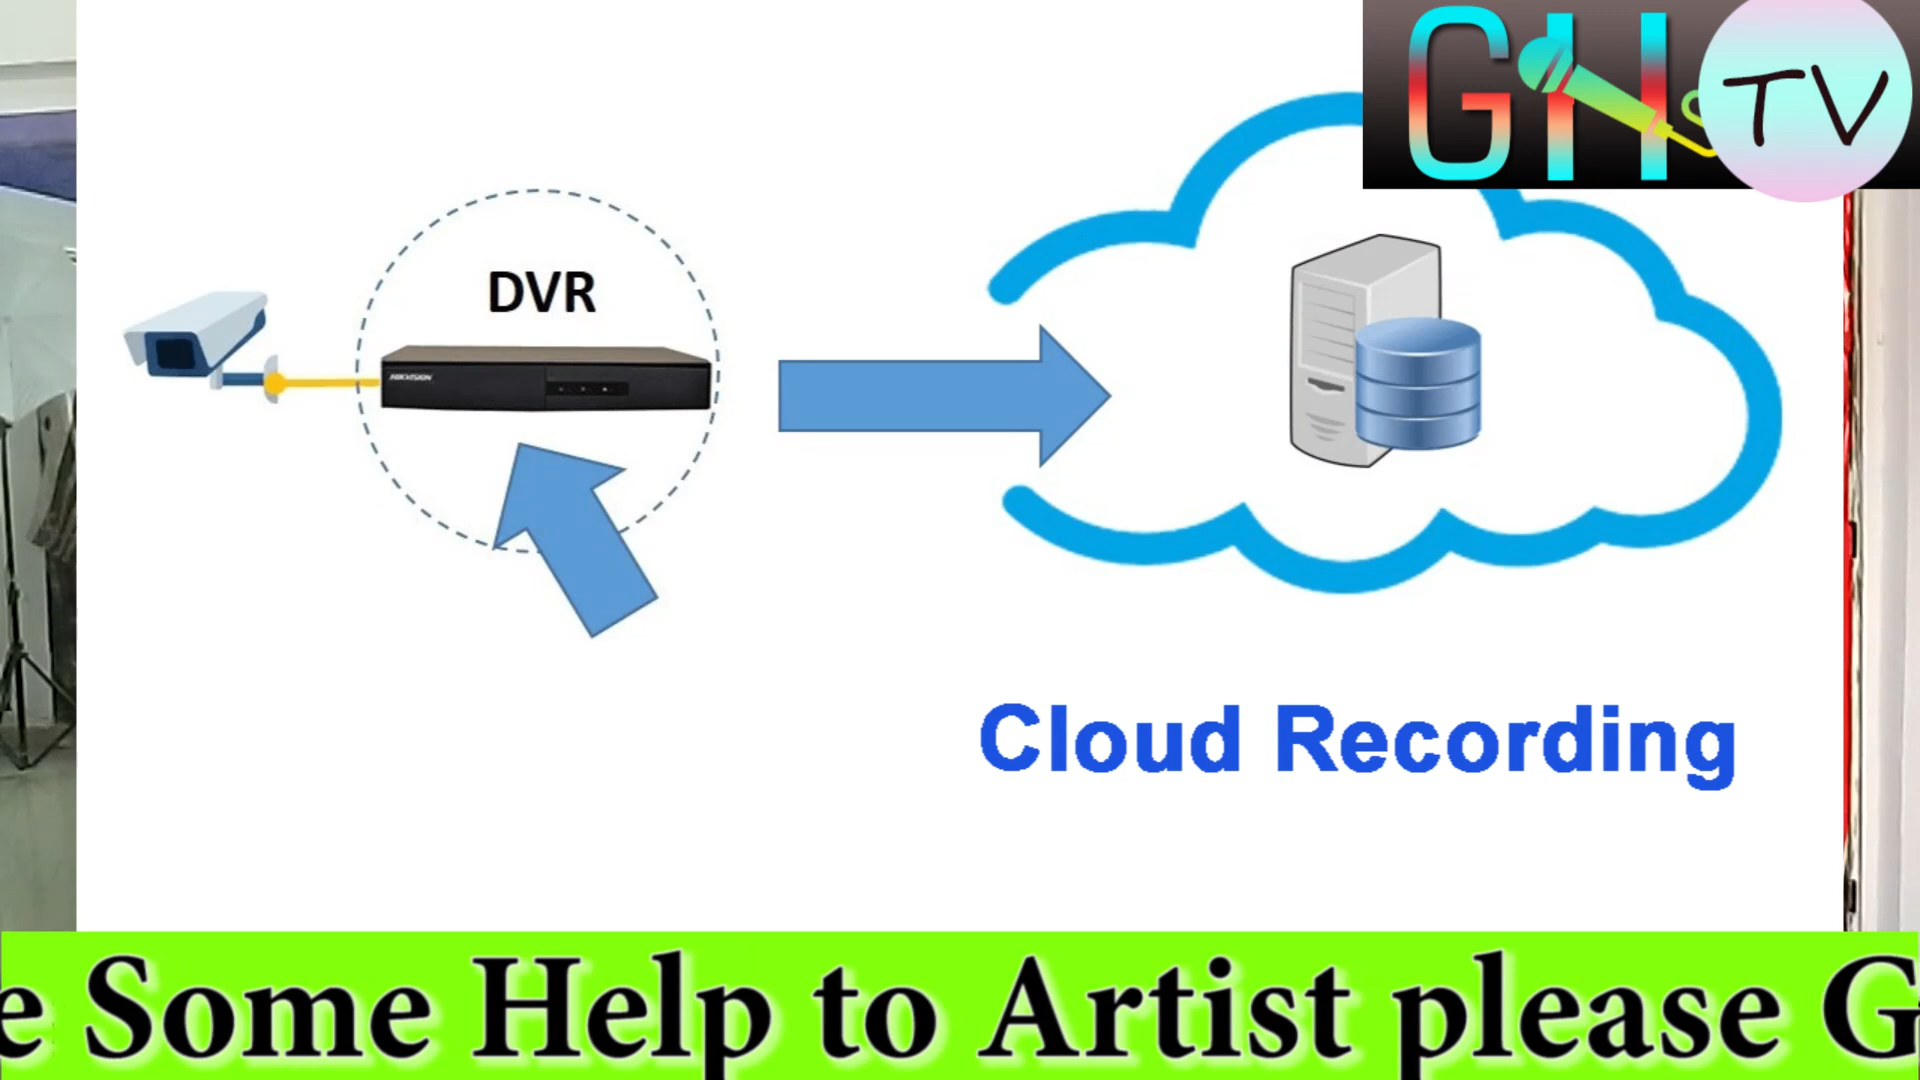 GH TV
DVR
HIKVISION
Cloud Recording
e Some Help to Artist please G